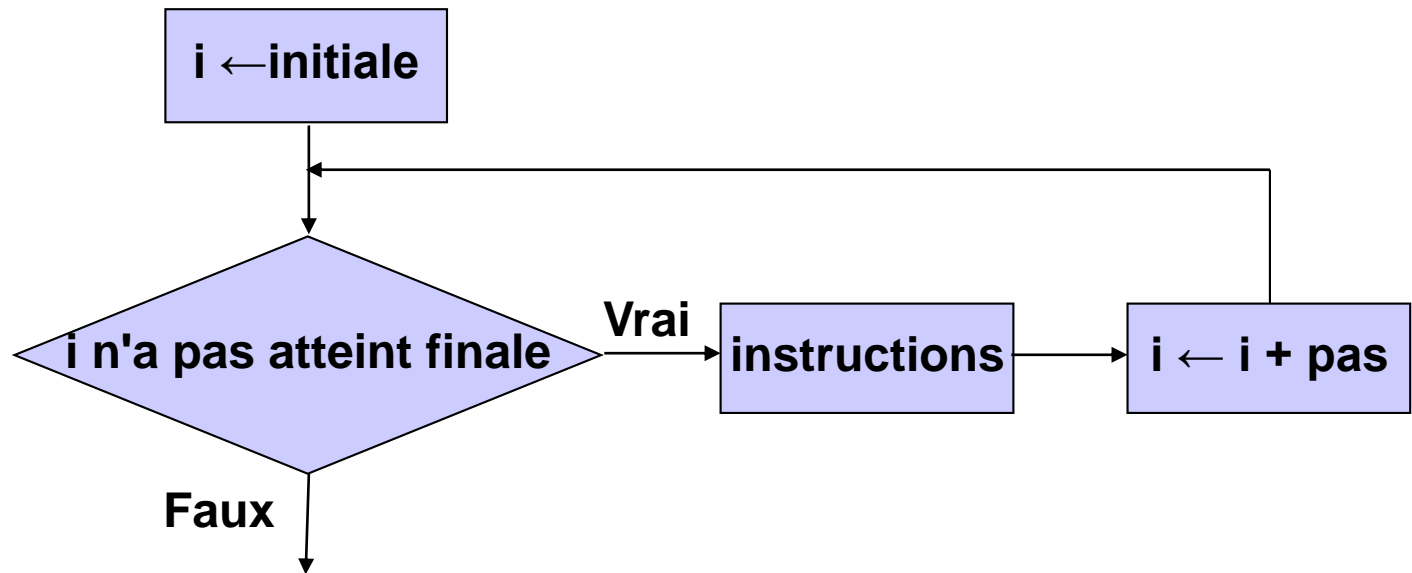 i ←initiale
i n'a pas atteint finale
Vrai
instructions
i ← i + pas
Faux